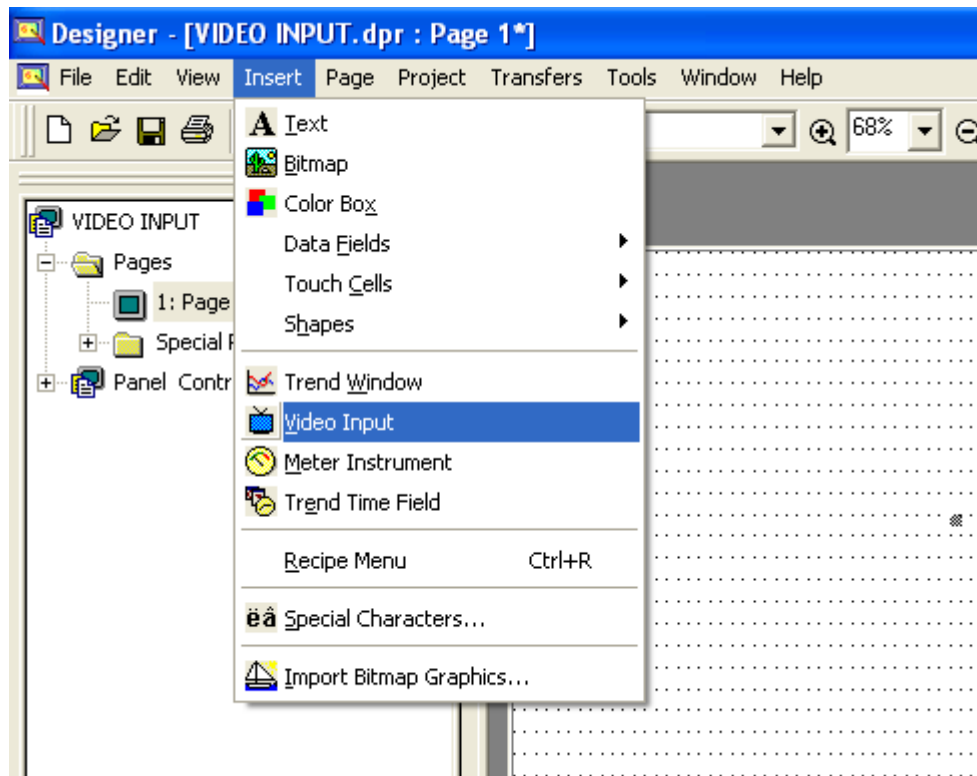 Designer - [VIDEO INPUT.dpr : Page 1*]
File Edit View Insert Page Project Transfers Tools Window Help
68%
Text
Bitmap
Color Box
Data Fields
Touch Cells
Shapes
Trend Window
Video Input
Meter Instrument
Trend Time Field
Recipe Menu Ctrl+R
ëâ Special Characters...
Import Bitmap Graphics...
VIDEO INPUT
Pages
1: Page
Special
Panel Contr